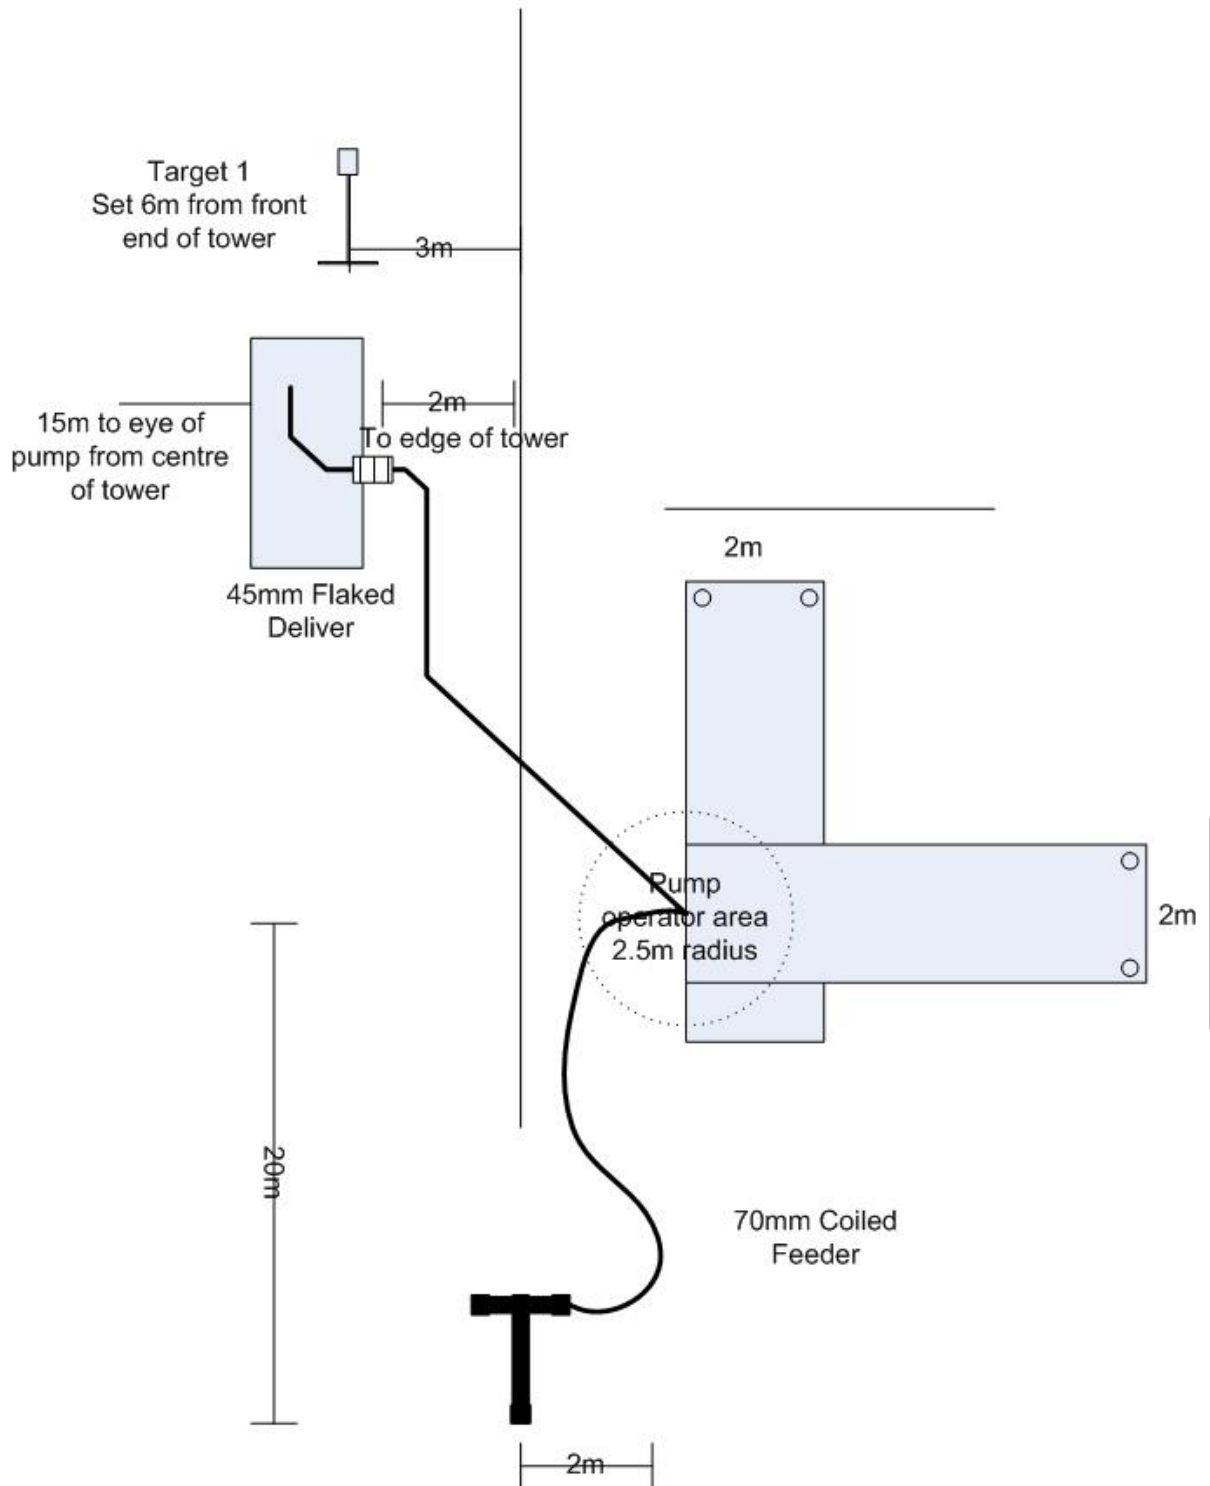 Target 1
Set 6m from front
end of tower
3m
2m
To edge of tower
15m to eye of
pump from centre
of tower
2m
45mm Flaked
Deliver
Pump
operator area
2.5m radius
2m
20m
70mm Coiled
Feeder
2m